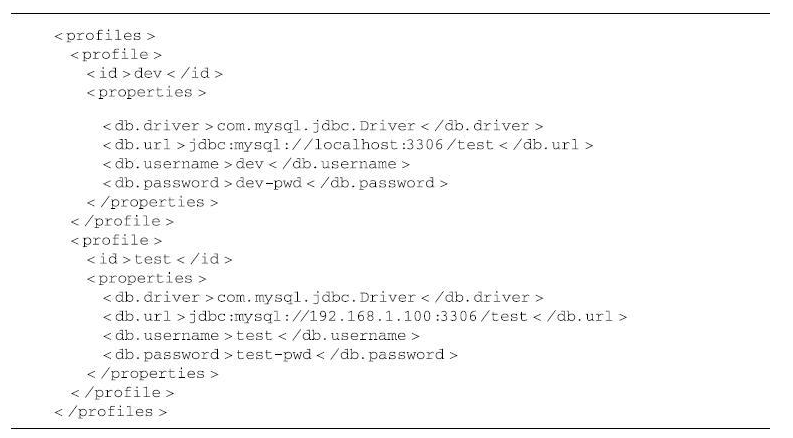 <profiles>
<profile>
<id>dev</id>
<properties>
<db.driver>com.mysql.jdbc.Driver</db.driver>
<db.url>jdbc:mysql://localhost:3306/test</db.url>
<db.username>dev</db.username>
<db.password>dev-pwd</db.password>
</properties>
</profile>
<profile>
<id>test</id>
<properties>
<db.driver>com.mysql.jdbc.Driver</db.driver>
<db.url>jdbc:mysql://192.168.1.100:3306/test</db.url>
<db.username>test</db.username>
<db.password>test-pwd</db.password>
</properties>
</profile>
</profiles>